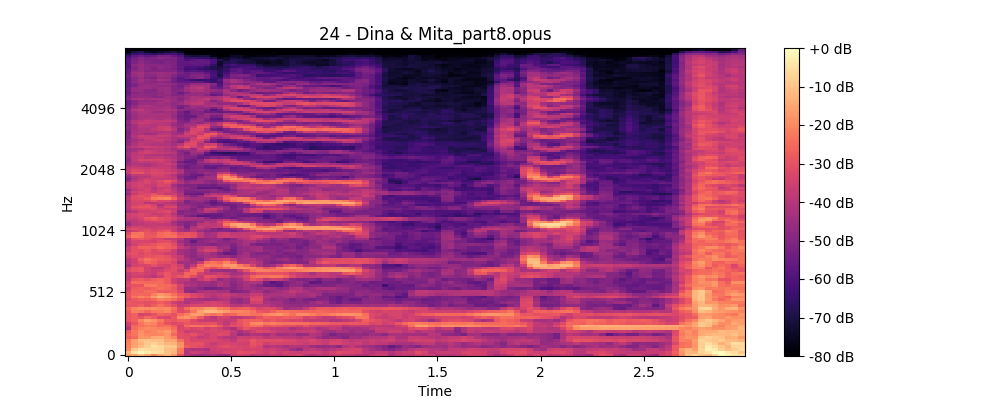 24 - Dina & Mita_part8.opus
Hz
4096
2048
1024
512
0
0
0.5
1
1.5
2
2.5
Time
+0 dB
-10 dB
-20 dB
-30 dB
-40 dB
-50 dB
-60 dB
-70 dB
-80 dB